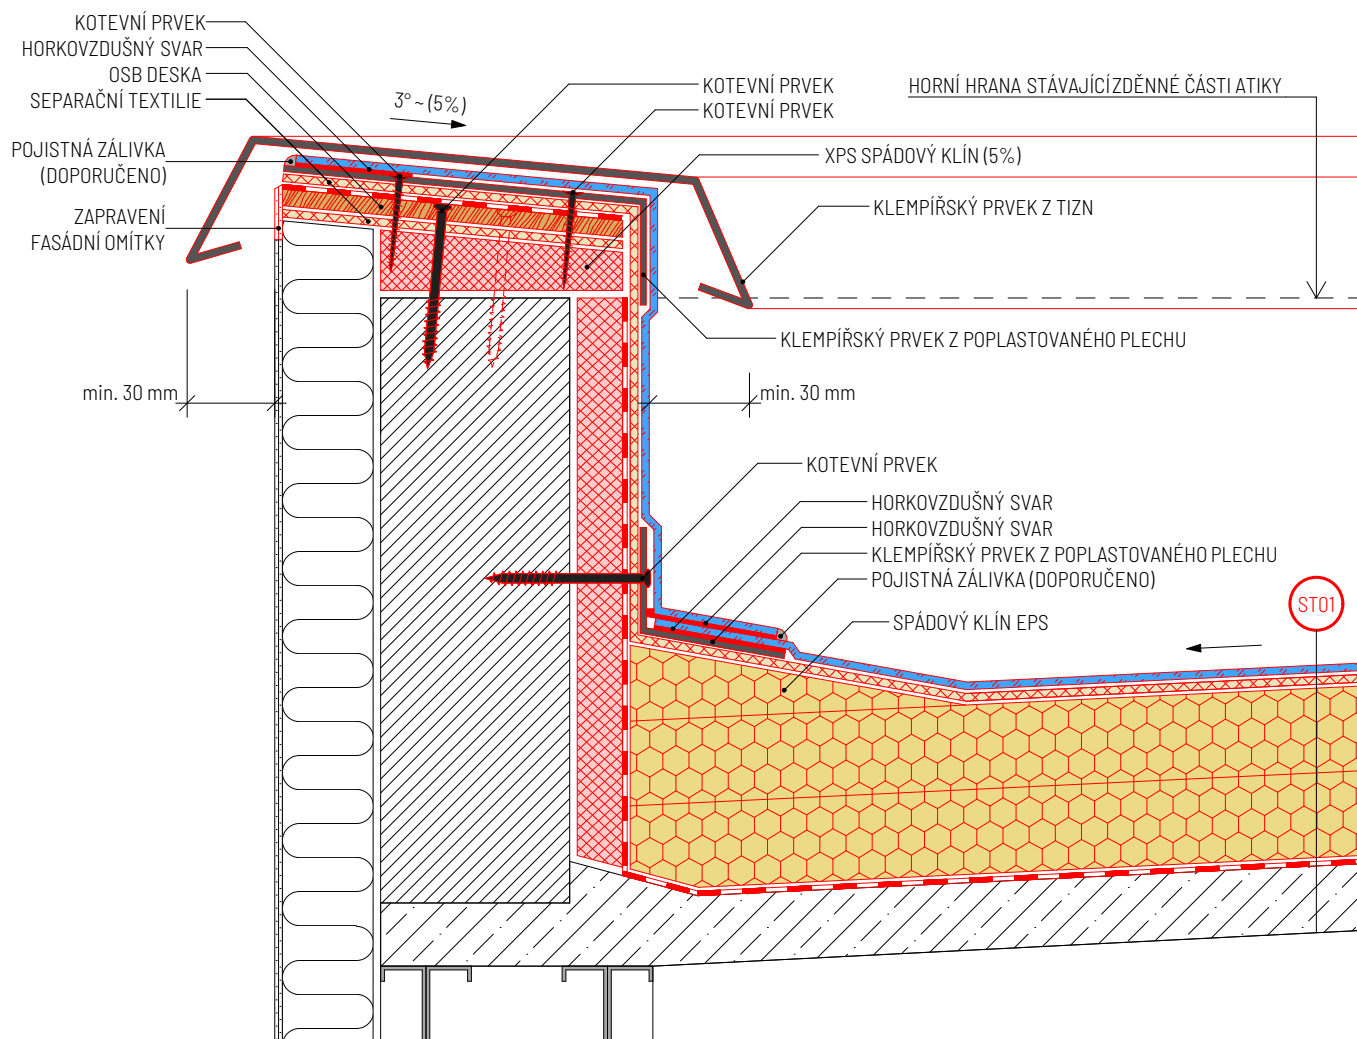 KOTEVNÍ PRVEK
HORKOVZDUŠNÝ SVAR
OSB DESKA
SEPARAČNÍ TEXTILIE
POJISTNÁ ZÁLIVKA
(DOPORUČENO)
ZAPRAVENÍ
FASÁDNÍ OMÍTKY
3° ~ (5%)
KOTEVNÍ PRVEK
KOTEVNÍ PRVEK
HORNÍ HRANA STÁVAJÍCÍZDĚNNÉ ČÁSTI ATIKY
XPS SPÁDOVÝ KLÍN (5%)
KLEMPÍŘSKÝ PRVEK Z TIZN
KLEMPÍŘSKÝ PRVEK Z POPLASTOVANÉHO PLECHU
min. 30 mm
min. 30 mm
KOTEVNÍ PRVEK
HORKOVZDUŠNÝ SVAR
HORKOVZDUŠNÝ SVAR
KLEMPÍŘSKÝ PRVEK Z POPLASTOVANÉHO PLECHU
POJISTNÁ ZÁLIVKA (DOPORUČENO)
SPÁDOVÝ KLÍN EPS
ST01